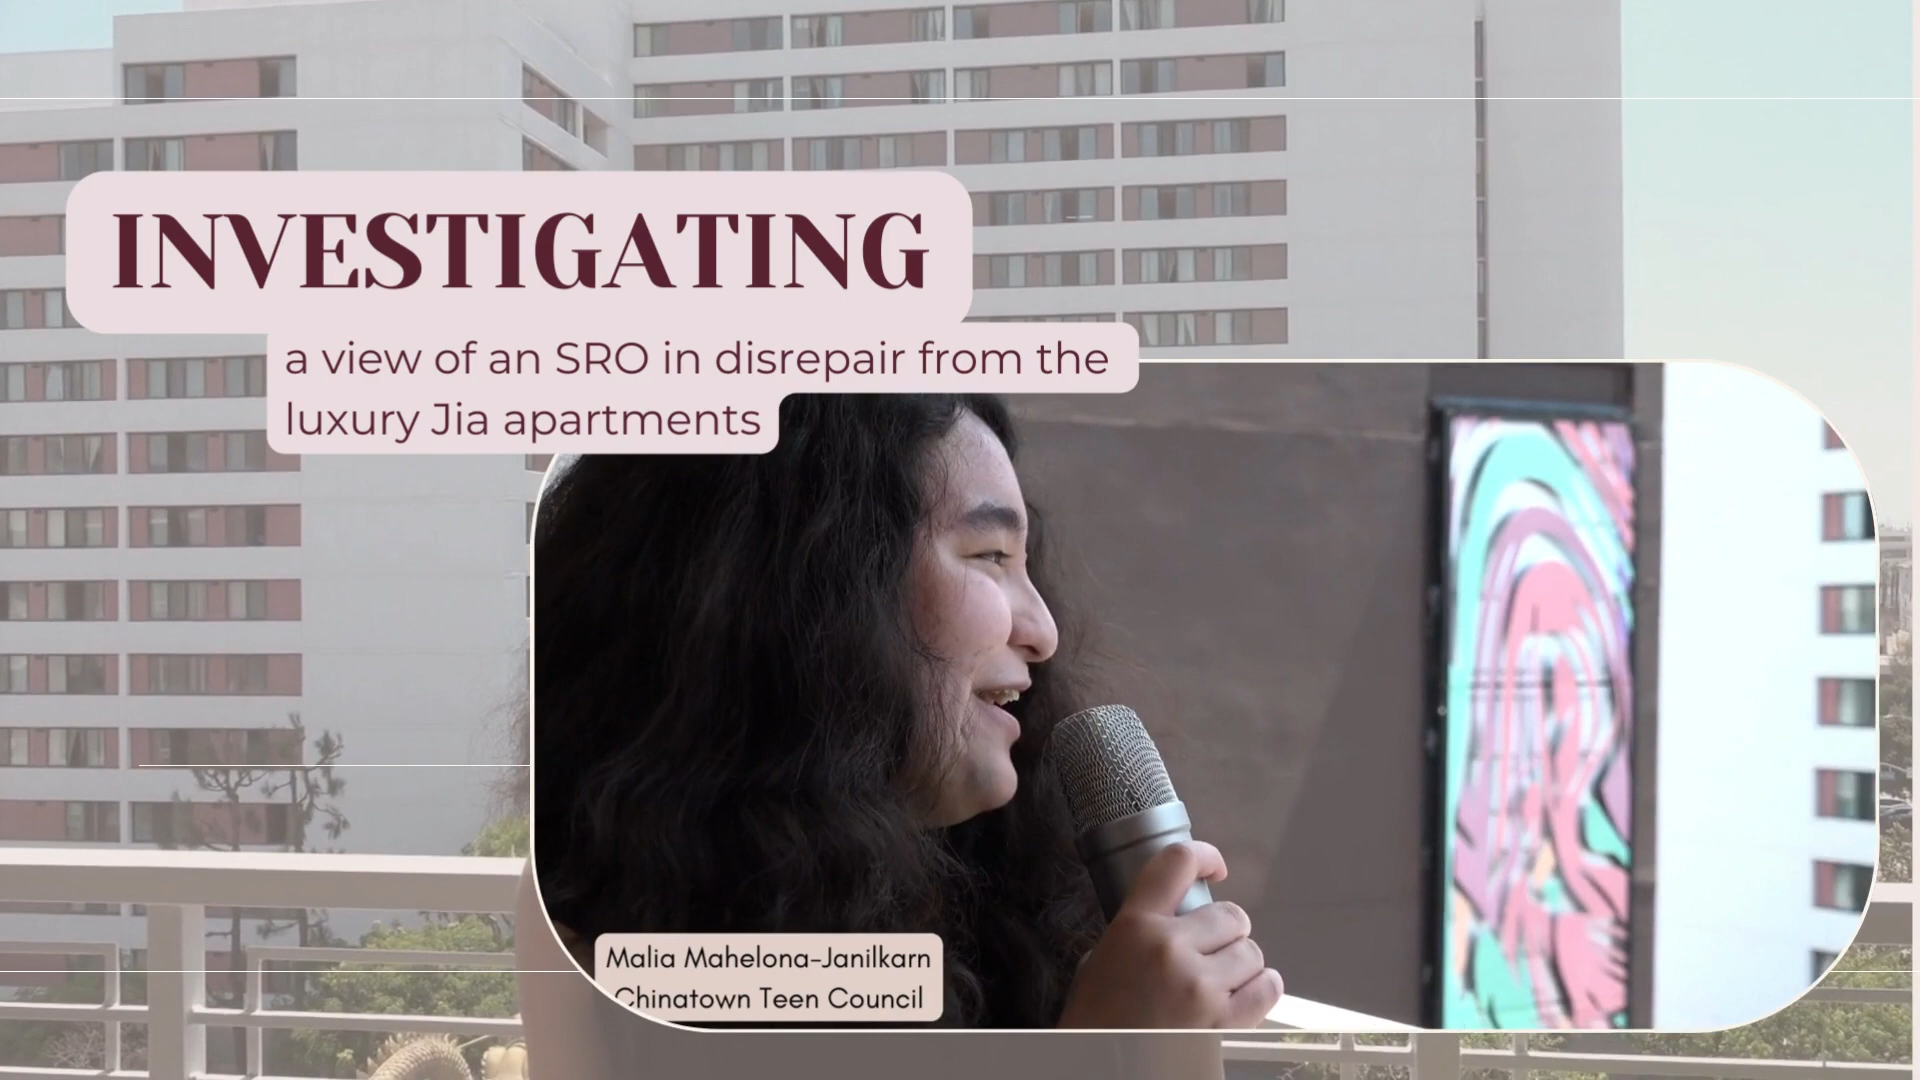 INVESTIGATING
a view of an SRO in disrepair from the
luxury Jia apartments
Malia Mahelona-Janilkarn
Chinatown Teen Council